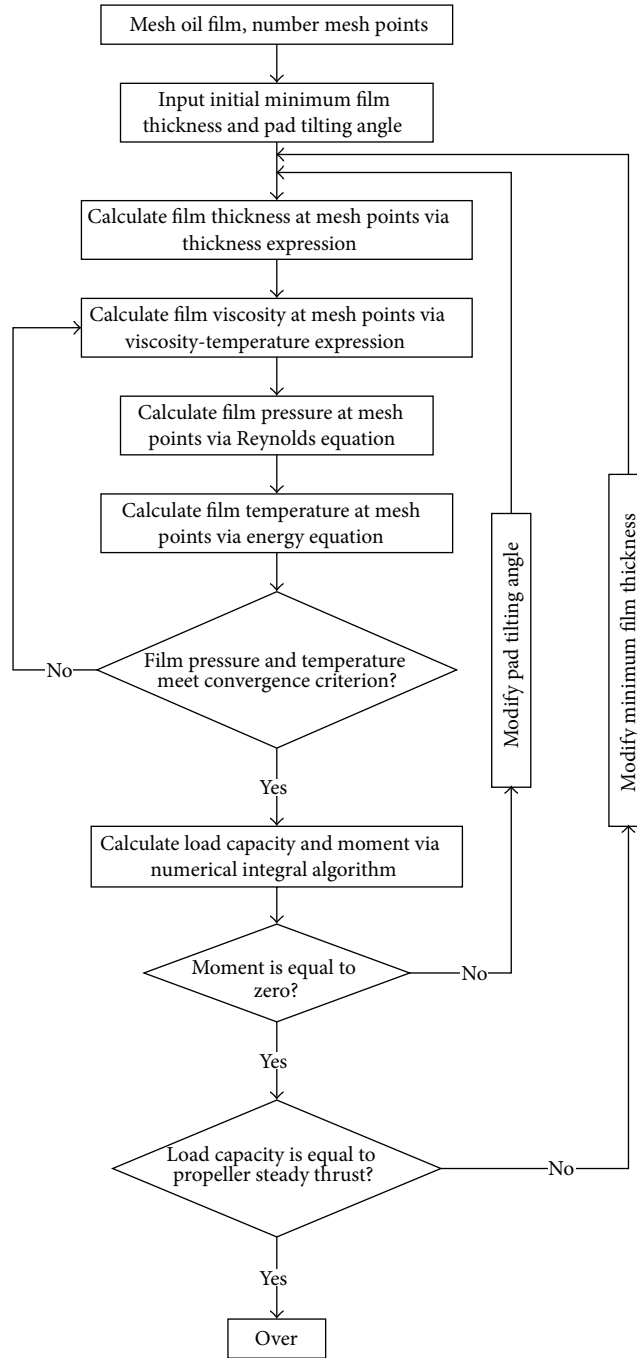 Mesh oil film, number mesh points
Input initial minimum film
thickness and pad tilting angle
Calculate film thickness at mesh points via
thickness expression
Calculate film viscosity at mesh points via
viscosity-temperature expression
Calculate film pressure at mesh
points via Reynolds equation
Calculate film temperature at mesh
points via energy equation
Film pressure and temperature
meet convergence criterion?
No
Yes
Modify pad tilting angle
Modify minimum film thickness
Calculate load capacity and moment via
numerical integral algorithm
Moment is equal to
zero?
No
Yes
Load capacity is equal to
propeller steady thrust?
No
Yes
Over